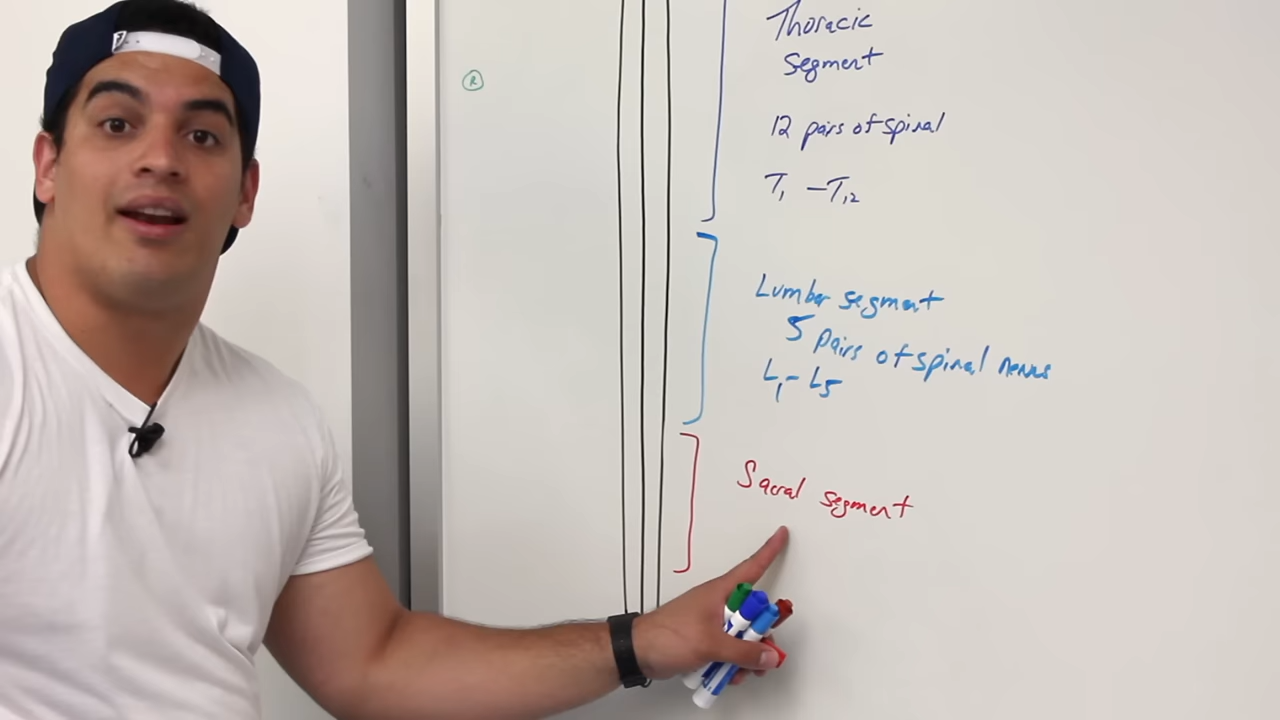 Thoracic
segment
12 pairs of spinal
T₁ – T₁₂
R
Lumbar segment
5 pairs of spinal nerves
L₁ – L₅
Sacral segment